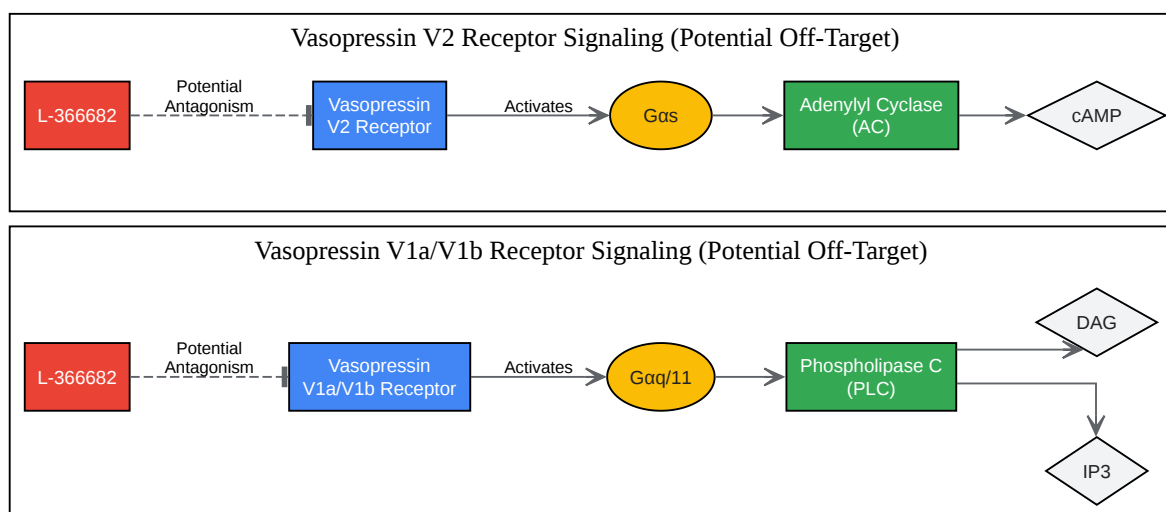 Vasopressin V2 Receptor Signaling (Potential Off-Target)
L-366682
Potential
Antagonism
Vasopressin
V2 Receptor
Activates
Gαs
Adenylyl Cyclase
(AC)
cAMP
Vasopressin V1a/V1b Receptor Signaling (Potential Off-Target)
L-366682
Potential
Antagonism
Vasopressin
V1a/V1b Receptor
Activates
Gαq/11
Phospholipase C
(PLC)
DAG
IP3